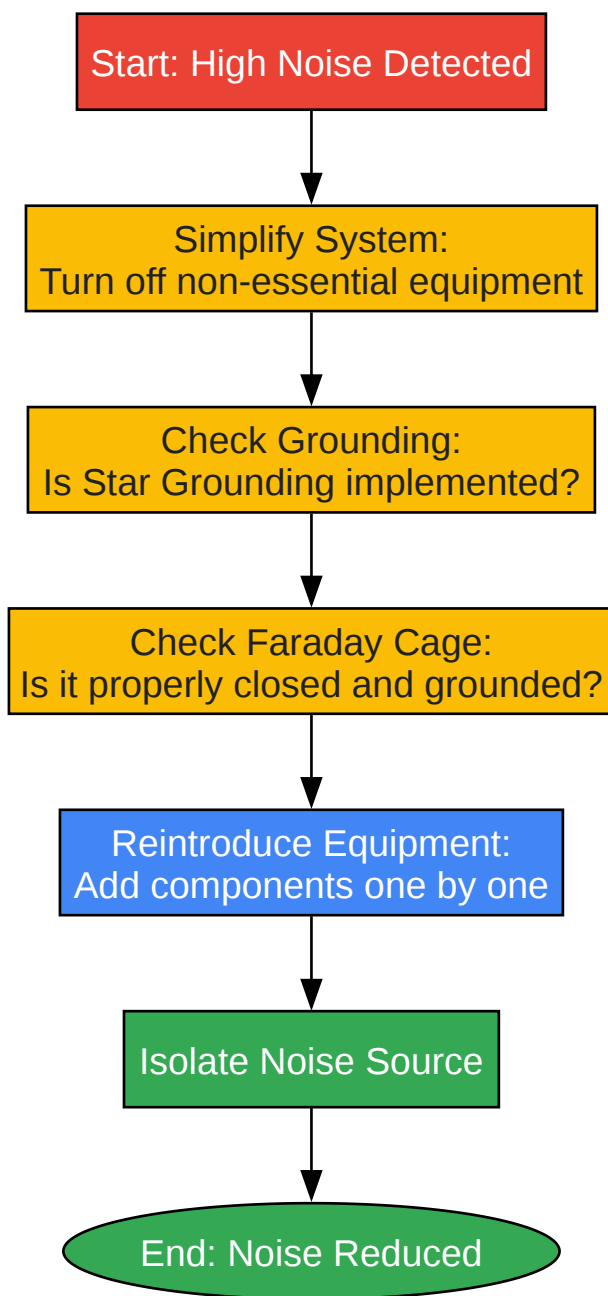 Start: High Noise Detected
Simplify System:
Turn off non-essential equipment
Check Grounding:
Is Star Grounding implemented?
Check Faraday Cage:
Is it properly closed and grounded?
Reintroduce Equipment:
Add components one by one
Isolate Noise Source
End: Noise Reduced